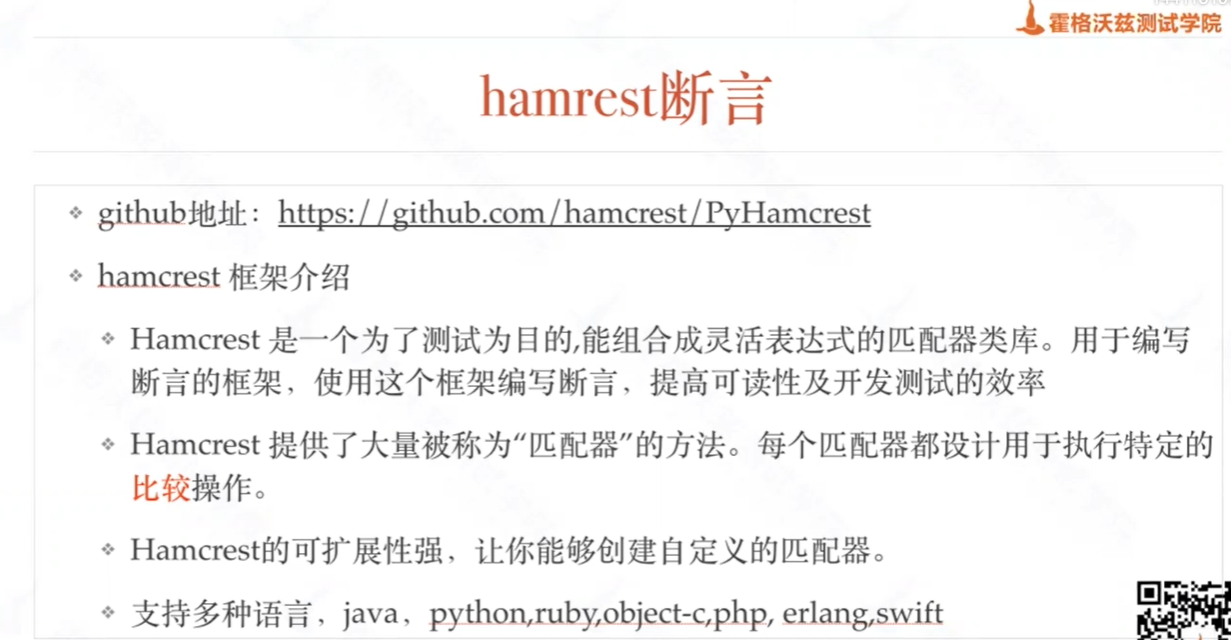 霍格沃兹测试学院
hamrest断言
github地址：https://github.com/hamcrest/PyHamcrest
hamcrest 框架介绍
Hamcrest 是一个为了测试为目的,能组合成灵活表达式的匹配器类库。用于编写
断言的框架，使用这个框架编写断言，提高可读性及开发测试的效率
Hamcrest 提供了大量被称为“匹配器”的方法。每个匹配器都设计用于执行特定的
比较操作。
Hamcrest的可扩展性强，让你能够创建自定义的匹配器。
支持多种语言，java，python,ruby,object-c,php, erlang,swift